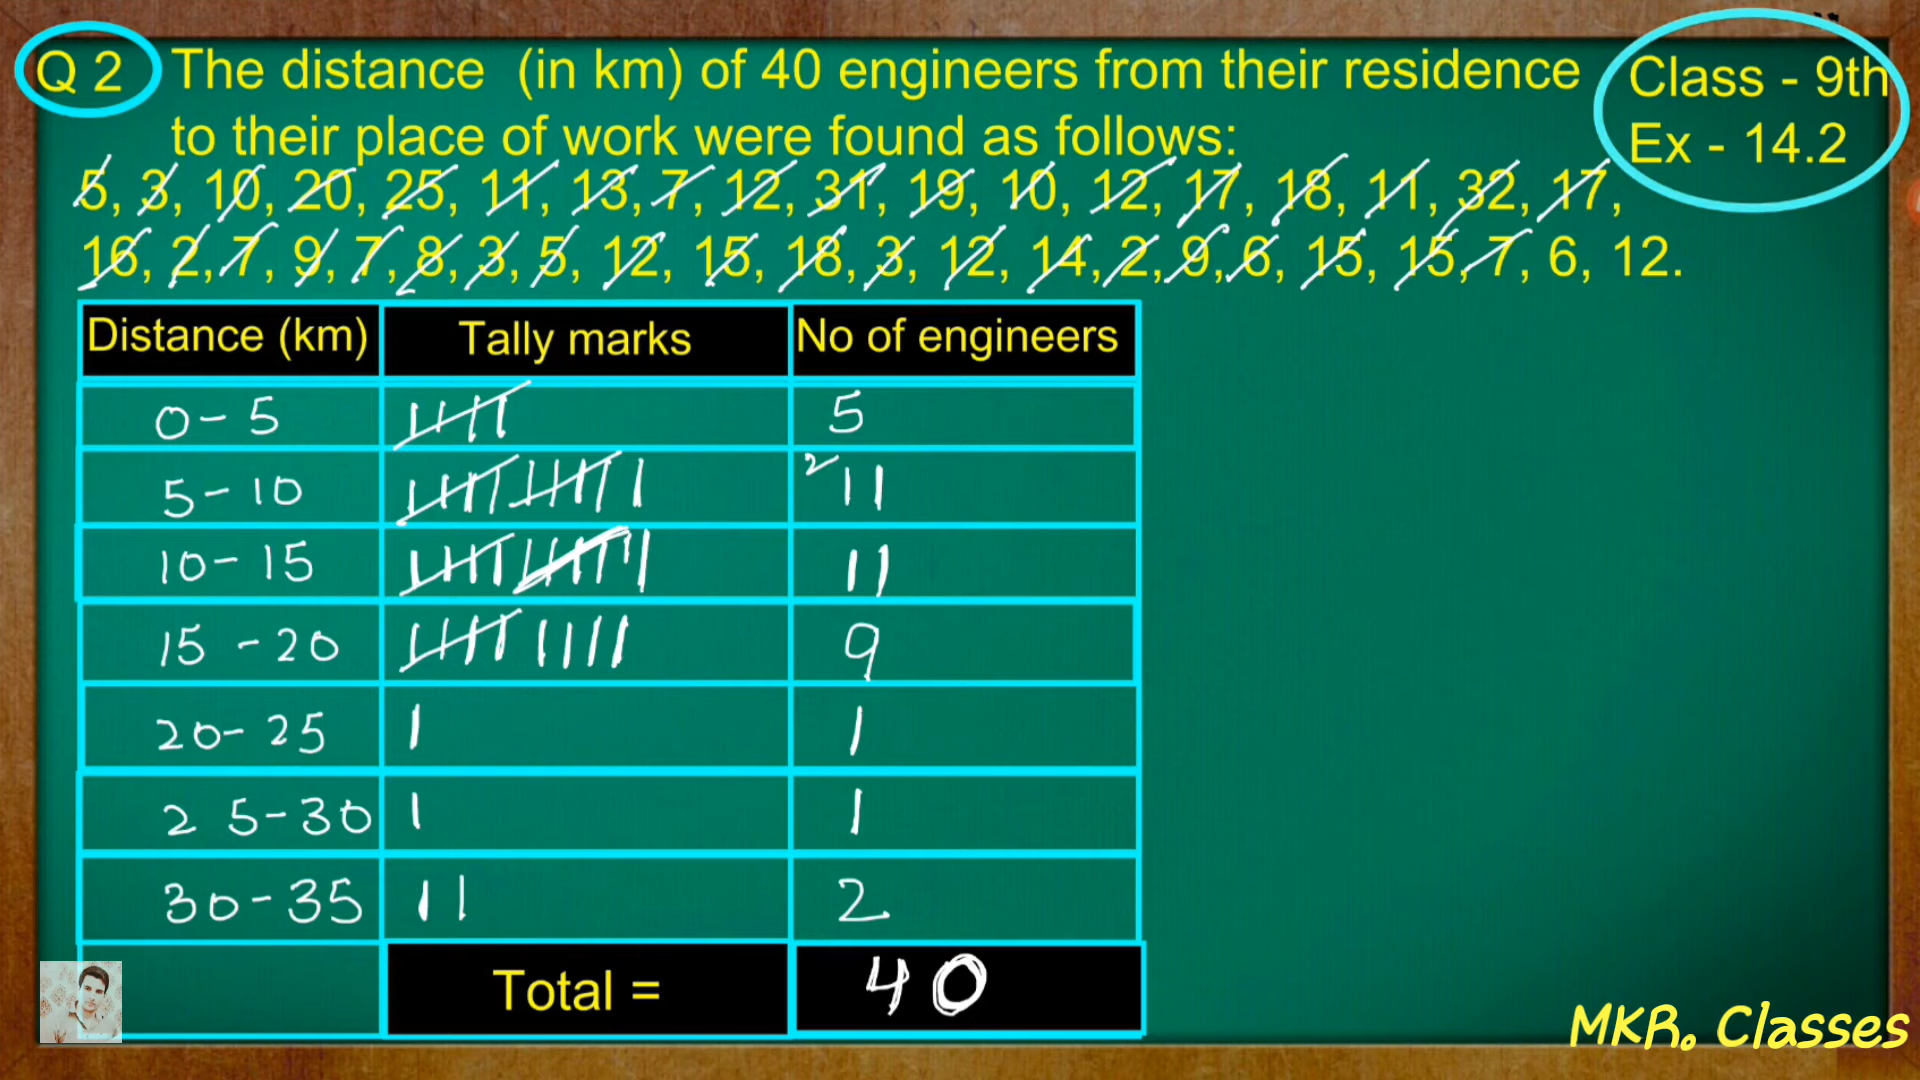 Q 2 The distance (in km) of 40 engineers from their residence
to their place of work were found as follows:
Class - 9th
Ex - 14.2
5, 3, 10, 20, 25, 11, 13, 7, 12, 31, 19, 10, 12, 17, 18, 11, 32, 17,
16, 2, 7, 9, 7, 8, 3, 5, 12, 15, 18, 3, 12, 14, 2, 9, 6, 15, 15, 7, 6, 12.
Distance (km) Tally marks No of engineers
0-5 5
5-10 2 11
10-15 11
15-20 9
20-25 1
25-30 1
30-35 2
Total = 40
MKR. Classes